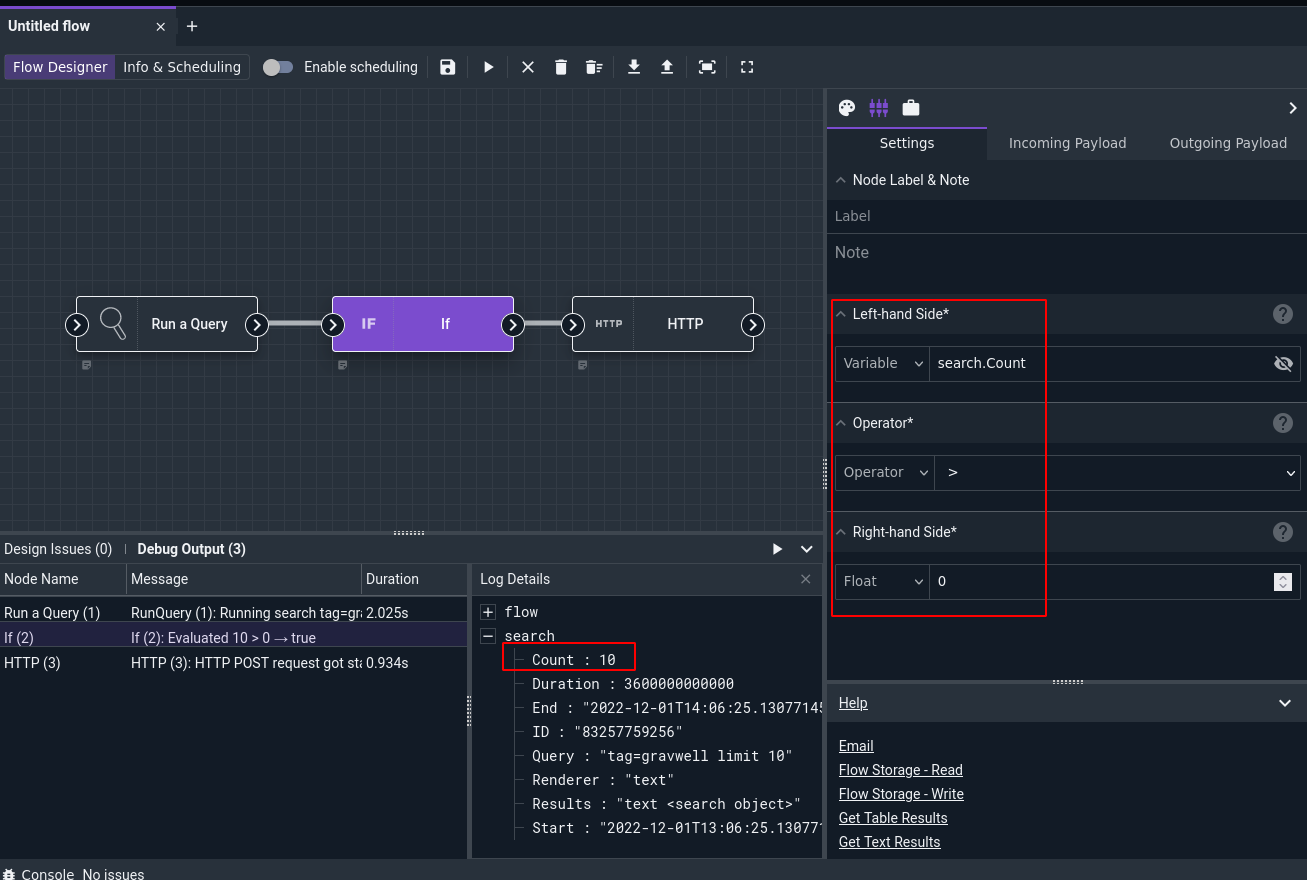 Untitled flow
Flow Designer Info & Scheduling Enable scheduling
Settings Incoming Payload Outgoing Payload
Node Label & Note
Label
Note
Run a Query IF If HTTP HTTP
Left-hand Side*
Variable search.Count
Operator*
Operator >
Right-hand Side*
Float 0
Design Issues (0) Debug Output (3)
Node Name Message Duration
Run a Query (1) RunQuery (1): Running search tag=gra 2.025s
If (2) If (2): Evaluated 10 > 0 → true
HTTP (3) HTTP (3): HTTP POST request got sta 0.934s
Log Details
flow
search
Count : 10
Duration : 3600000000000
End : "2022-12-01T14:06:25.13077145
ID : "83257759256"
Query : "tag=gravwell limit 10"
Renderer : "text"
Results : "text <search object>"
Start : "2022-12-01T13:06:25.130771
Help
Email
Flow Storage - Read
Flow Storage - Write
Get Table Results
Get Text Results
Console No issues